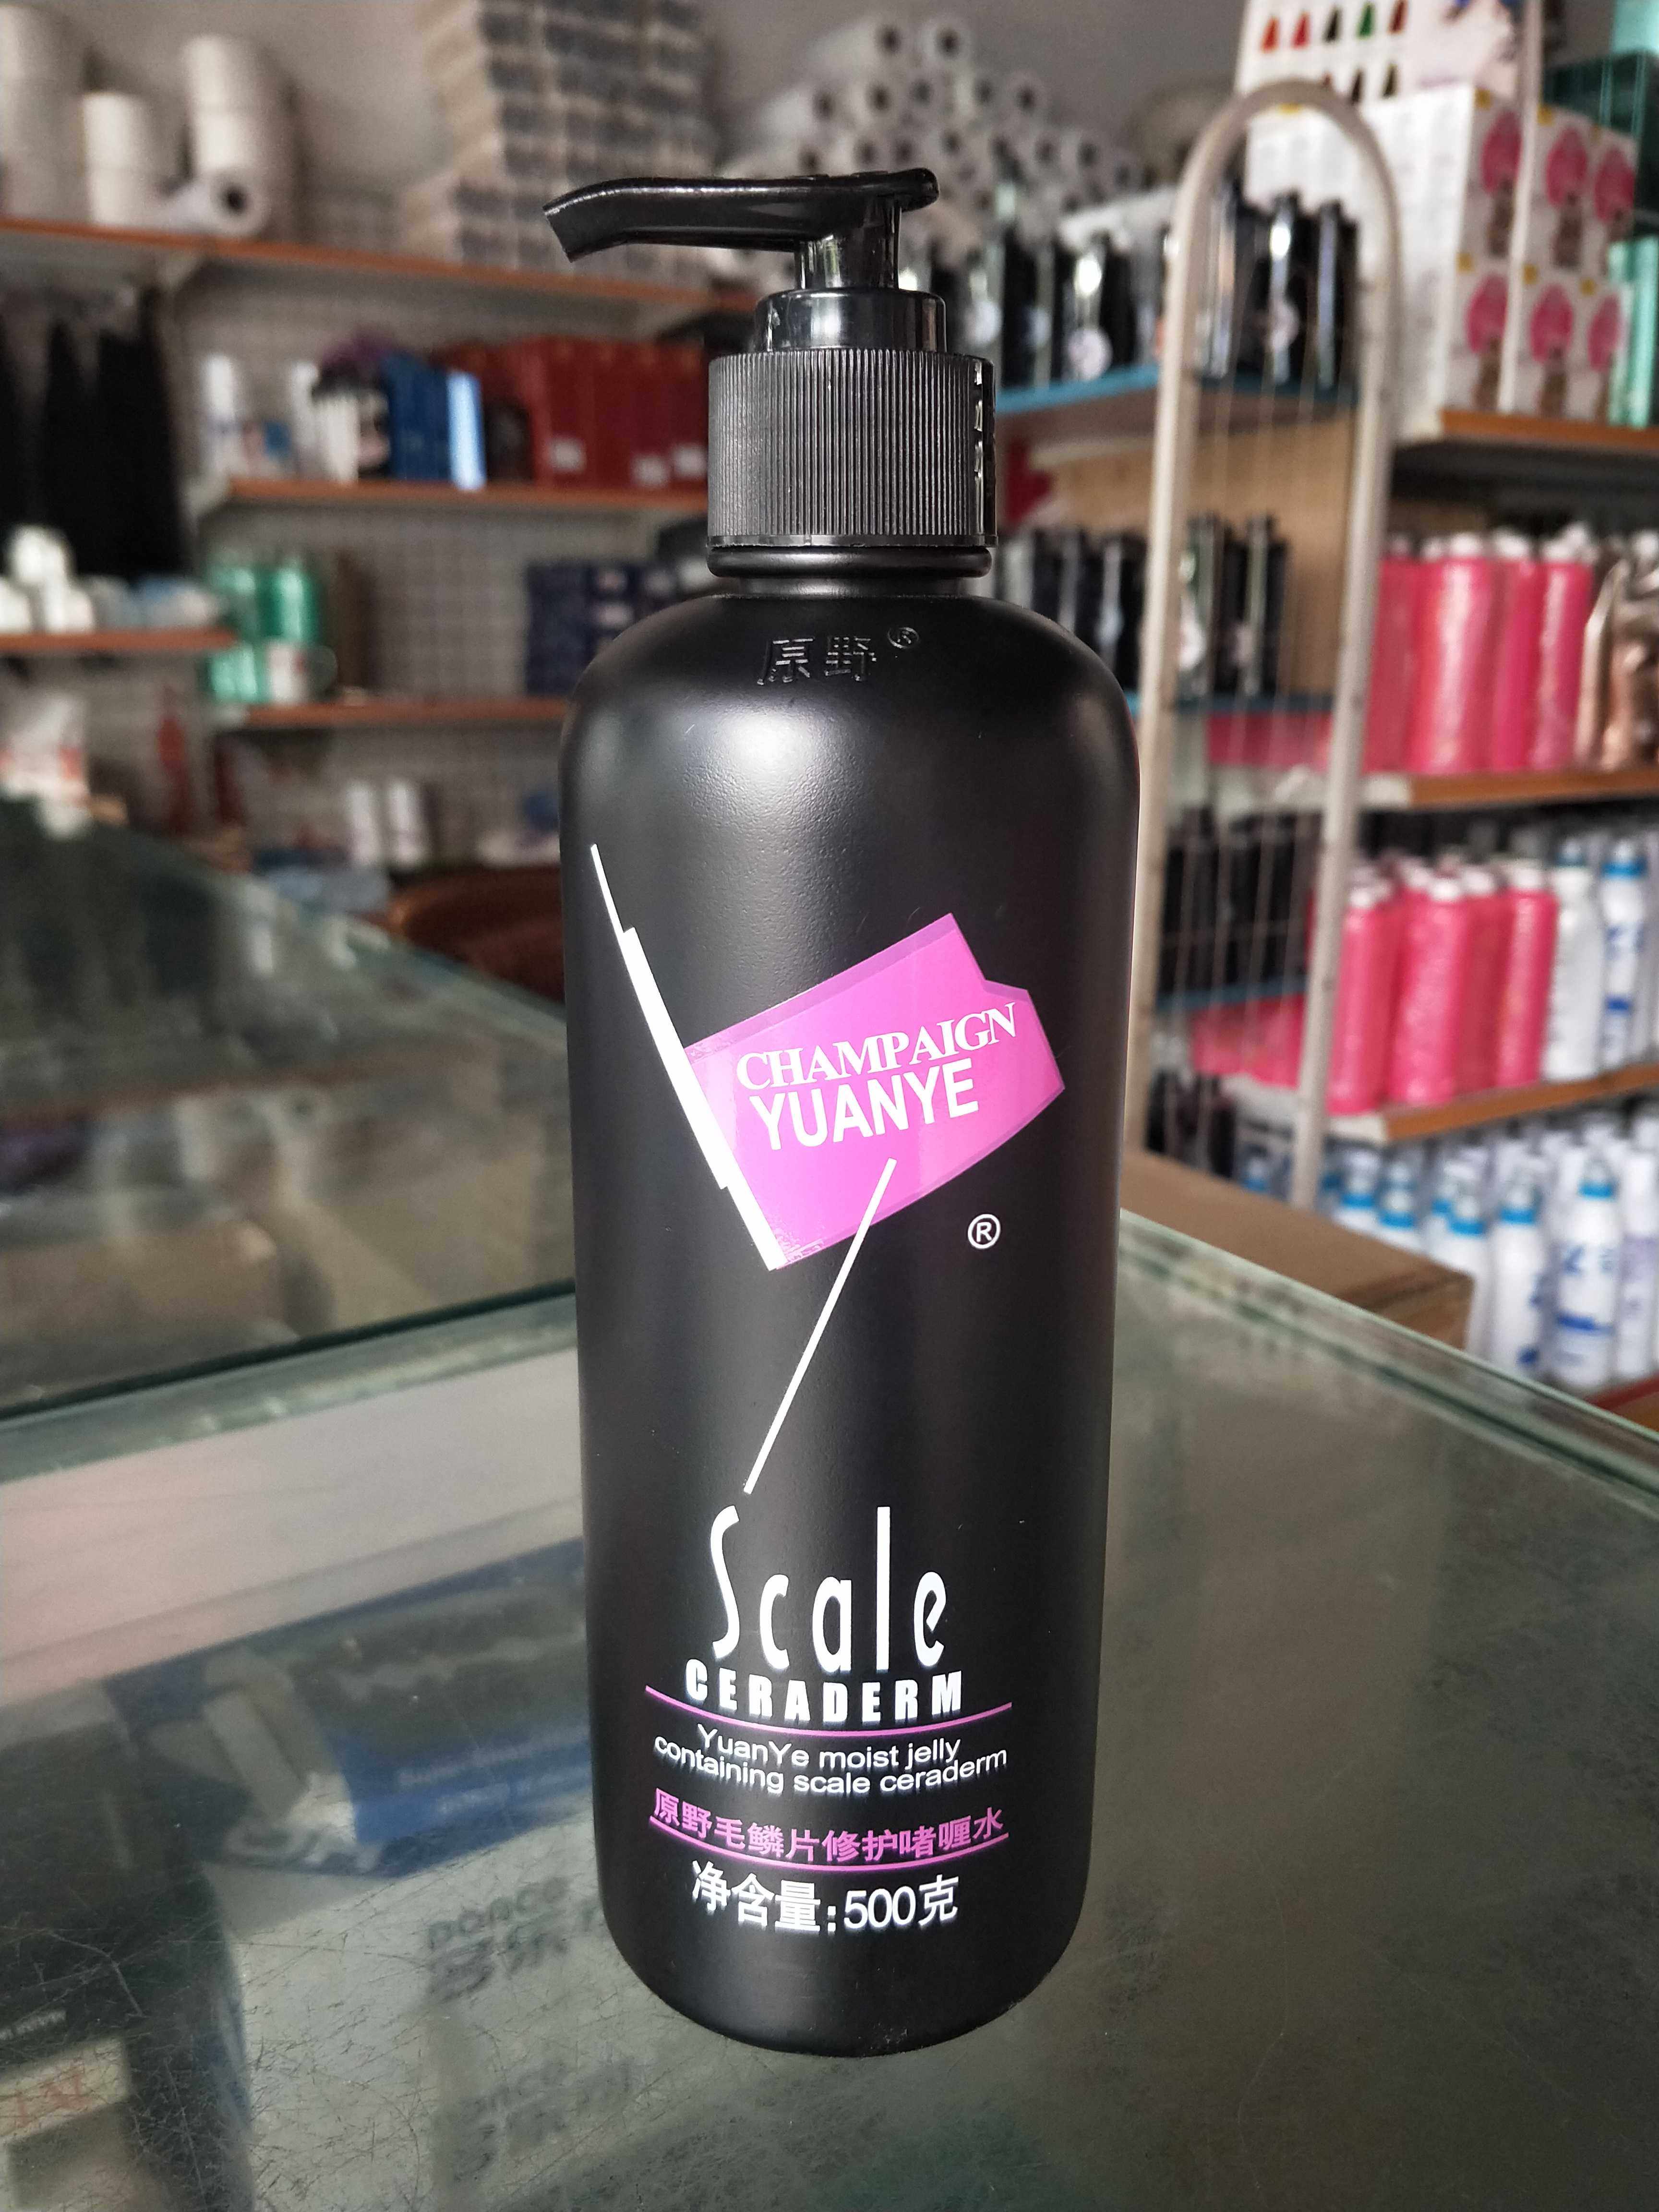 原野®
CHAMPAIGN
YUANYE
®
Scale
CERADERM
YuanYe moist jelly
containing scale ceraderm
原野毛鳞片修护啫喱水
净含量:500克